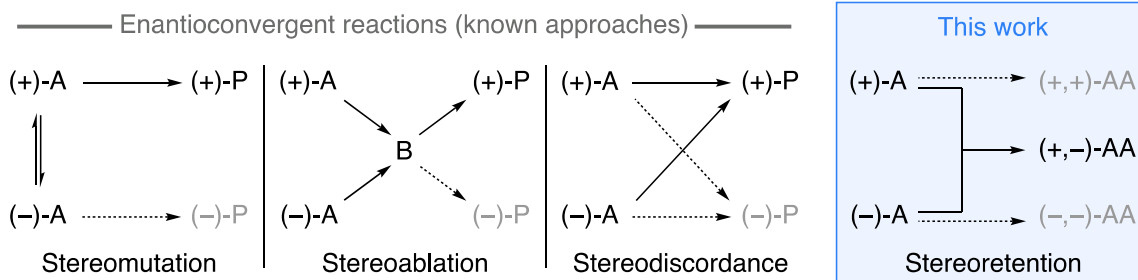 Enantioconvergent reactions (known approaches)
This work
(+)-A (+)-P (+)-A (+)-P (+)-A (+)-P (+)-A (+,+)-AA
B (+,–)-AA
(–)-A (–)-P (–)-A (–)-P (–)-A (–)-P (–)-A (–,–)-AA
Stereomutation Stereoablation Stereodiscordance Stereoretention